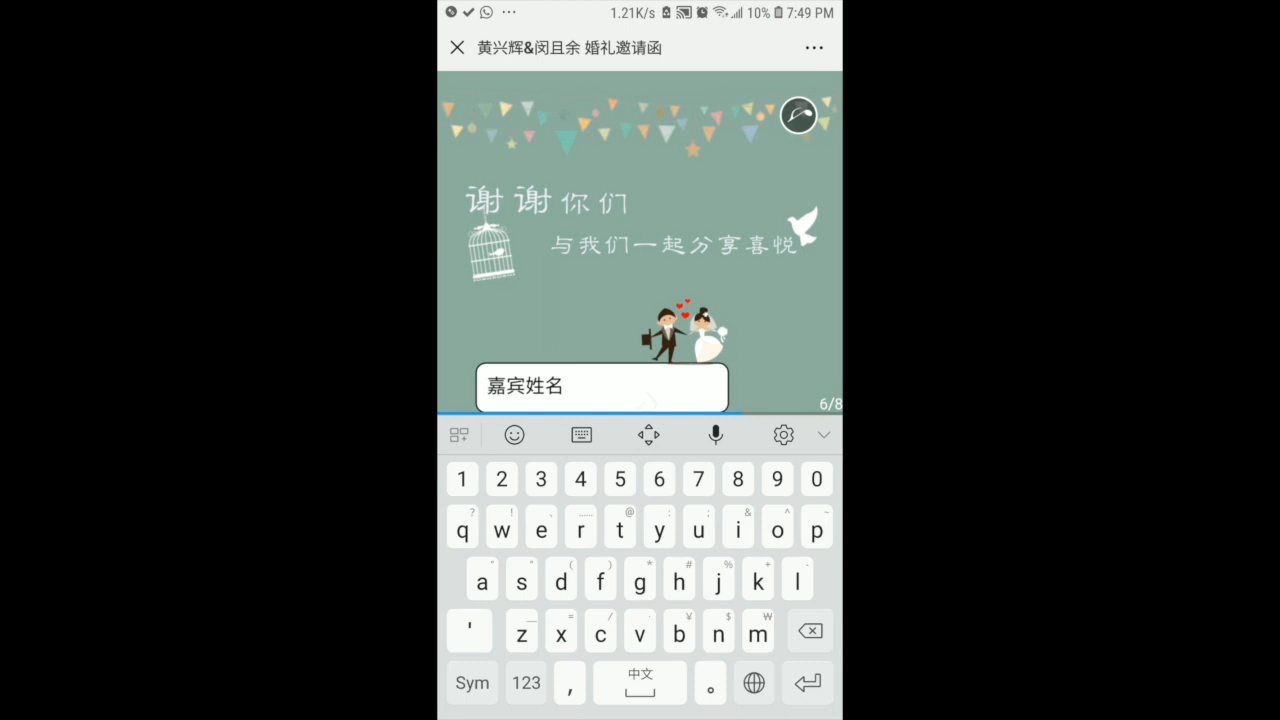 1.21K/s 10% 7:49 PM
黄兴辉&闵且余 婚礼邀请函
谢谢你们
与我们一起分享喜悦
嘉宾姓名
6/8
1 2 3 4 5 6 7 8 9 0
q w e r t y u i o p
a s d f g h j k l
' z x c v b n m
Sym 123 , 中文 。